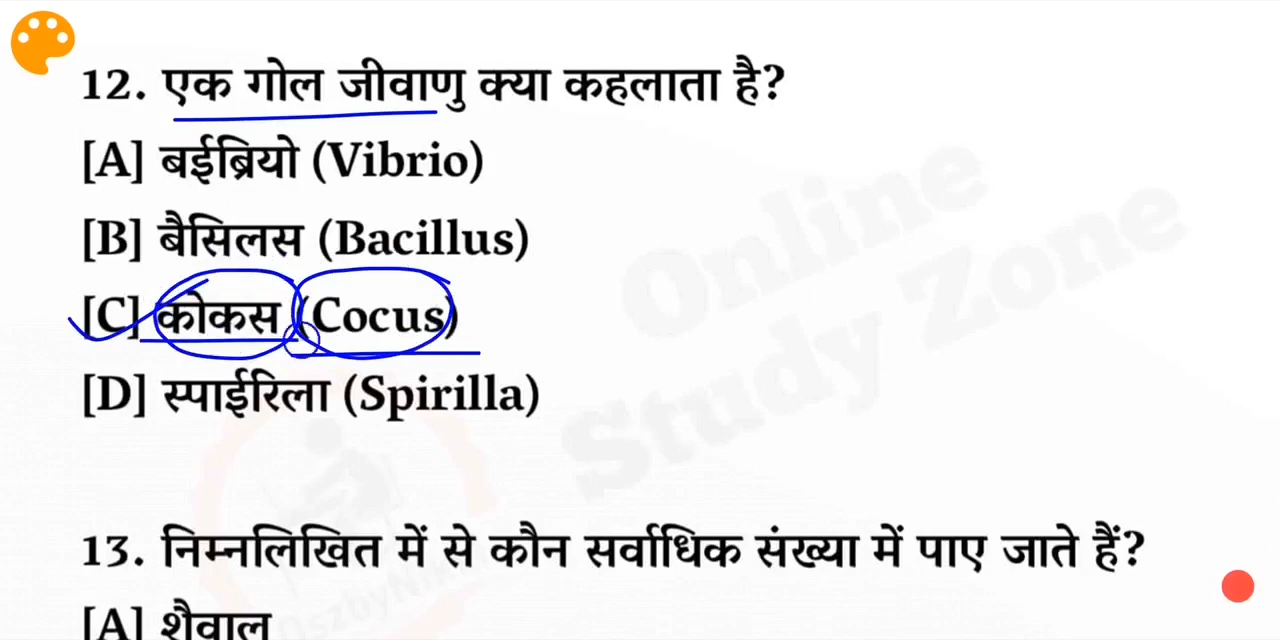 12. एक गोल जीवाणु क्या कहलाता है?
[A] बईब्रियो (Vibrio)
[B] बैसिलस (Bacillus)
[C] कोकस (Cocus)
[D] स्पाईरिला (Spirilla)
Online
Study Zone
13. निम्नलिखित में से कौन सर्वाधिक संख्या में पाए जाते हैं?
[A] शैवाल